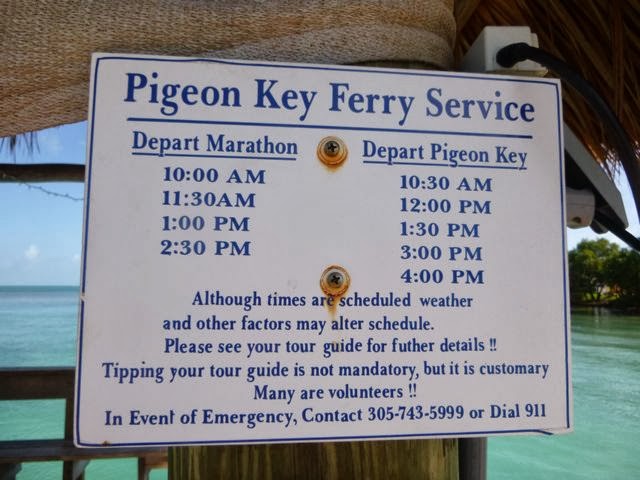 Pigeon Key Ferry Service
Depart Marathon Depart Pigeon Key
10:00 AM 10:30 AM
11:30AM 12:00 PM
1:00 PM 1:30 PM
2:30 PM 3:00 PM
4:00 PM
Although times are scheduled weather
and other factors may alter schedule.
Please see your tour guide for futher details !!
Tipping your tour guide is not mandatory, but it is customary
Many are volunteers !!
In Event of Emergency, Contact 305-743-5999 or Dial 911